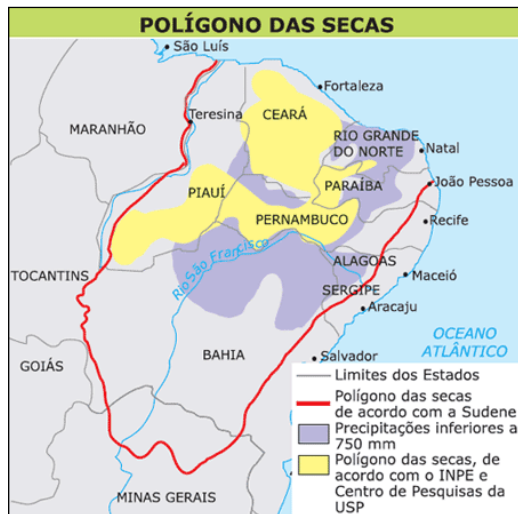 POLÍGONO DAS SECAS
São Luís
Fortaleza
CEARÁ
Teresina
MARANHÃO
RIO GRANDE
DO NORTE
Natal
João Pessoa
PARAÍBA
PIAUÍ
PERNAMBUCO
Recife
Rio São Francisco
ALAGOAS
TOCANTINS
Maceió
SERGIPE
Aracaju
OCEANO
ATLÂNTICO
BAHIA
GOIÁS
Salvador
Limites dos Estados
Polígono das secas
de acordo com a Sudene
Precipitações inferiores a
750 mm
Polígono das secas, de
acordo com o INPE e
Centro de Pesquisas da
USP
MINAS GERAIS